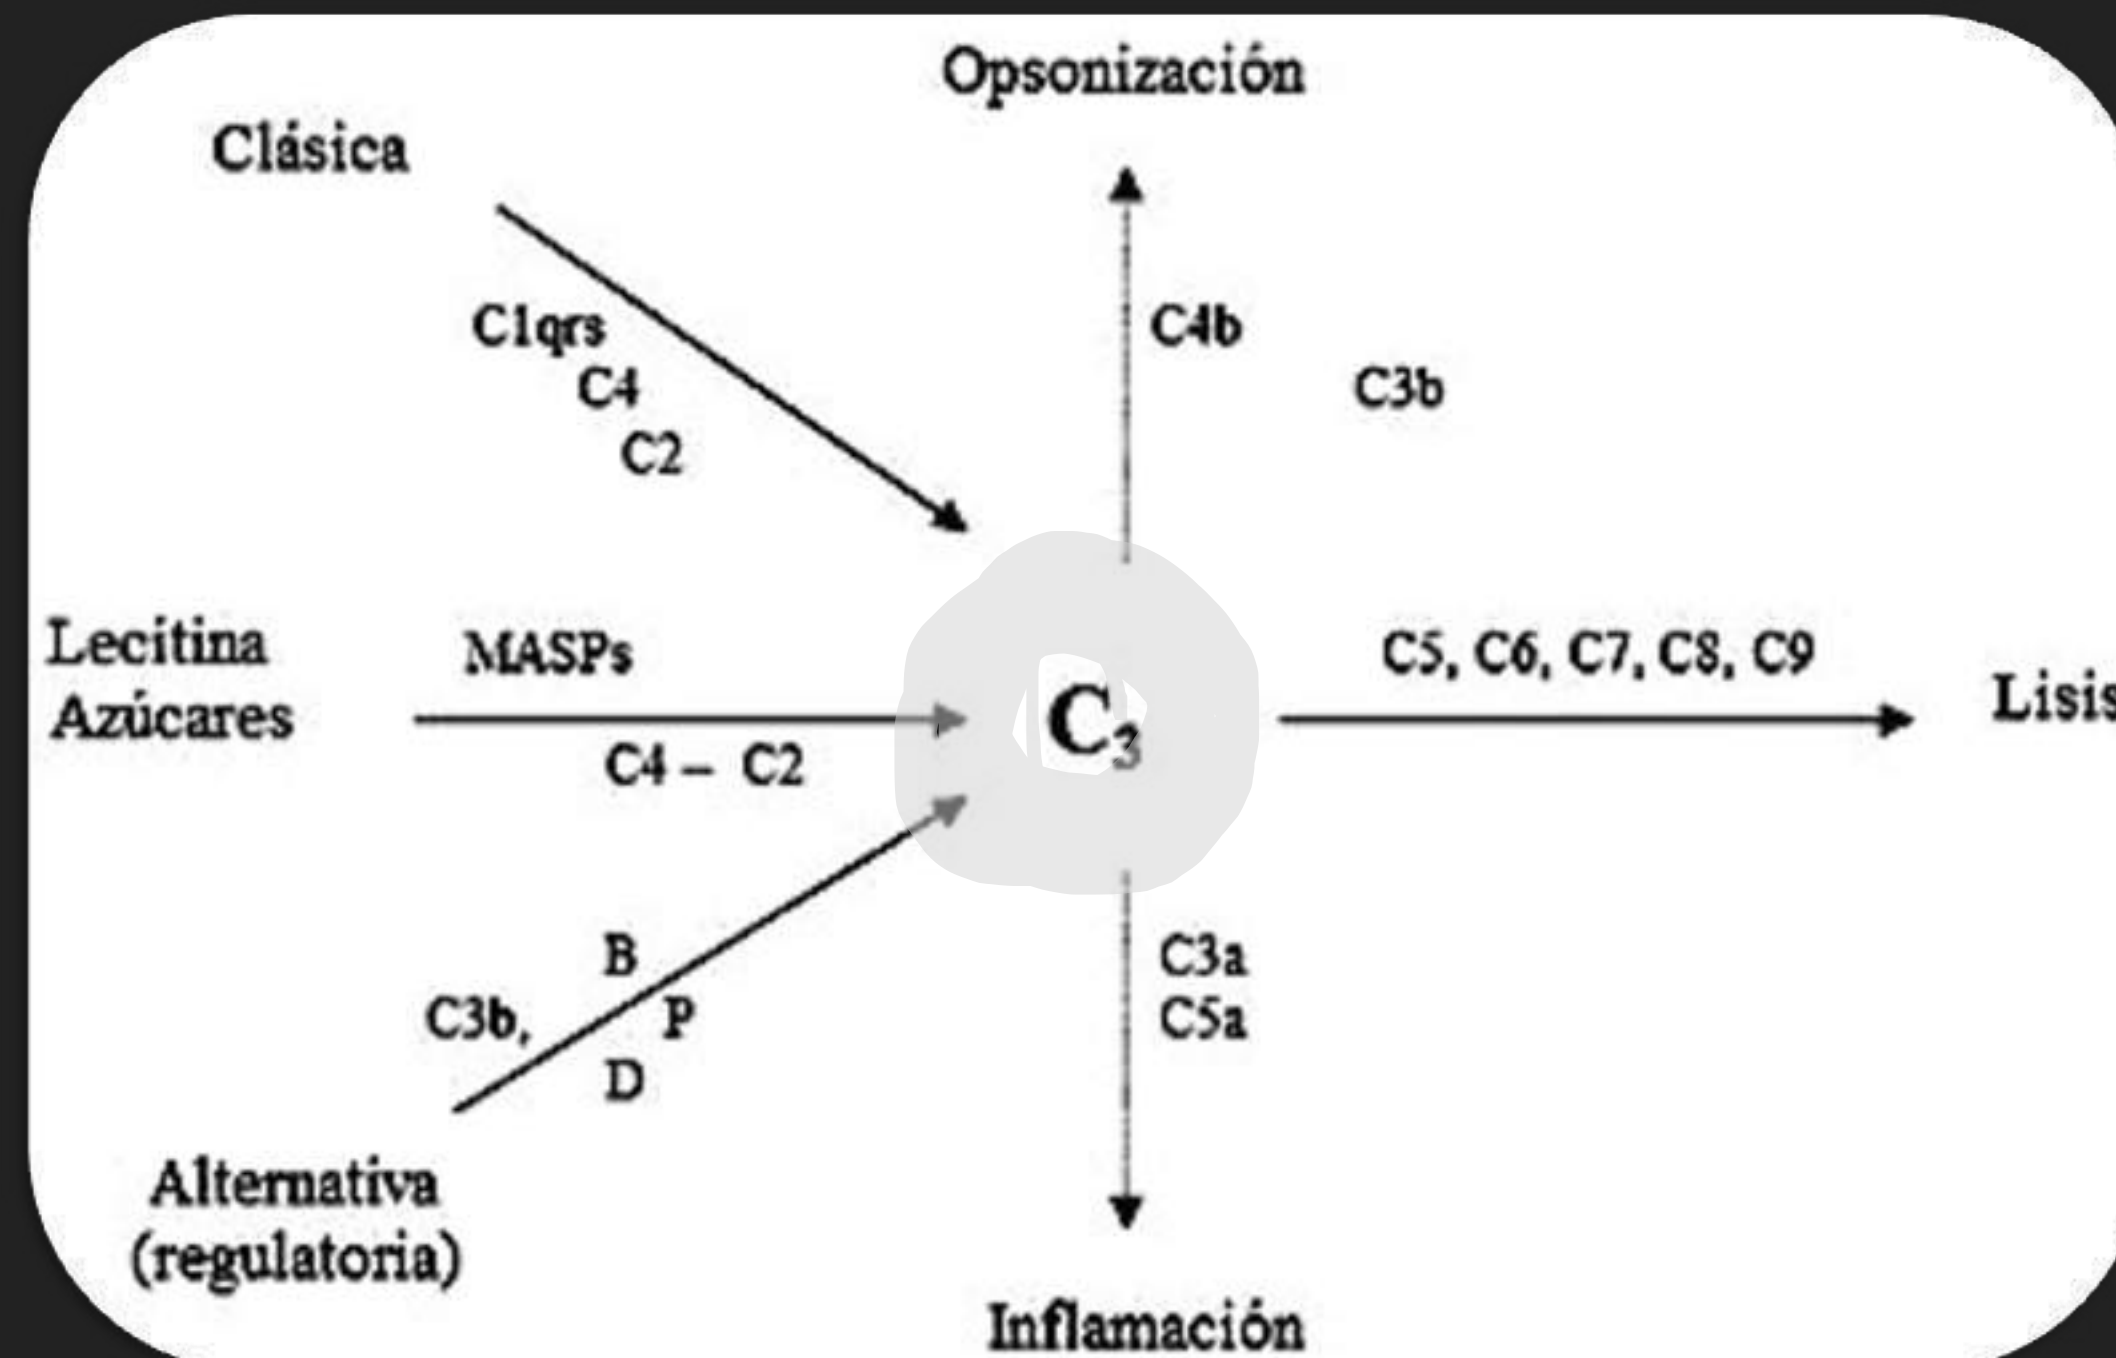 Opsonización
Clásica
C1qrs
C4
C2
C4b
C3b
Lecitina
Azúcares
MASPs
C4 – C2
C3
C5, C6, C7, C8, C9
Lisis
C3b,
B
P
D
C3a
C5a
Alternativa
(regulatoria)
Inflamación